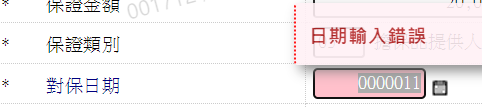 * 保證金額
日期輸入錯誤
* 保證類別
* 對保日期 0000011